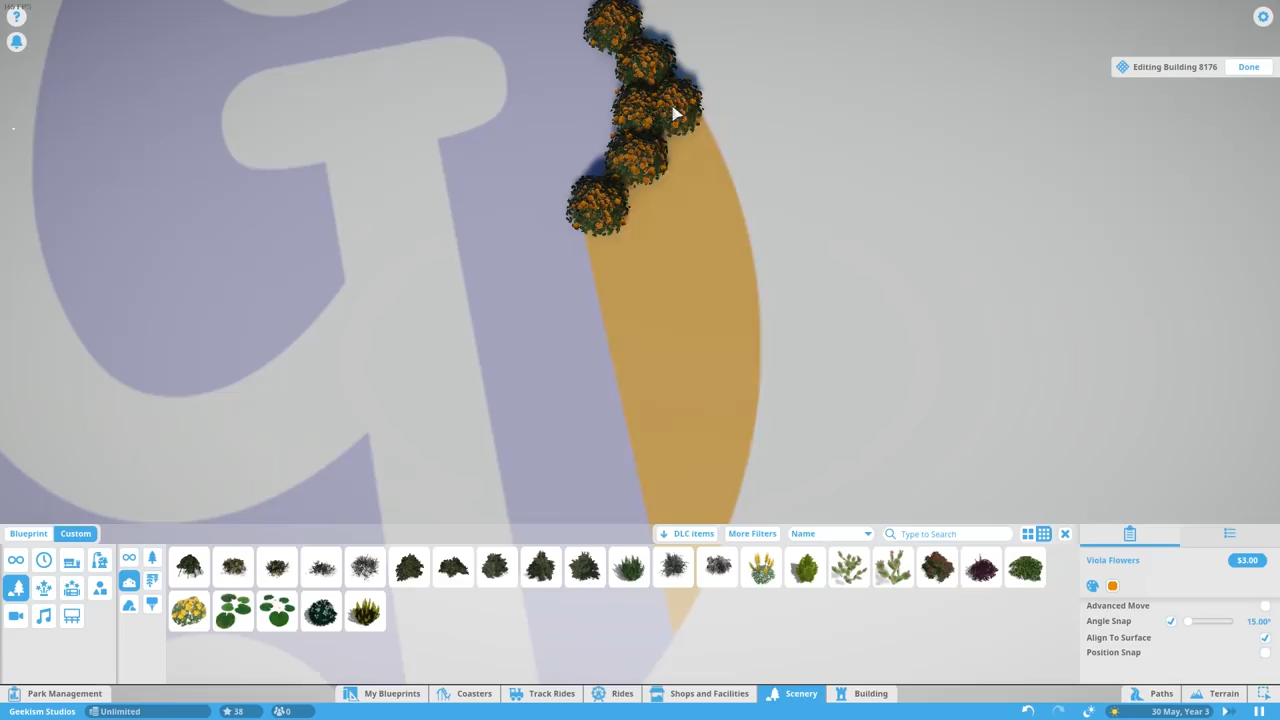 Editing Building 8176 Done
Blueprint Custom
DLC items More Filters Name Type to Search
Viola Flowers $3.00
Advanced Move
Angle Snap 15.00°
Align To Surface
Position Snap
Park Management My Blueprints Coasters Track Rides Rides Shops and Facilities Scenery Building Paths Terrain
Geekism Studios Unlimited 38 0 30 May, Year 3